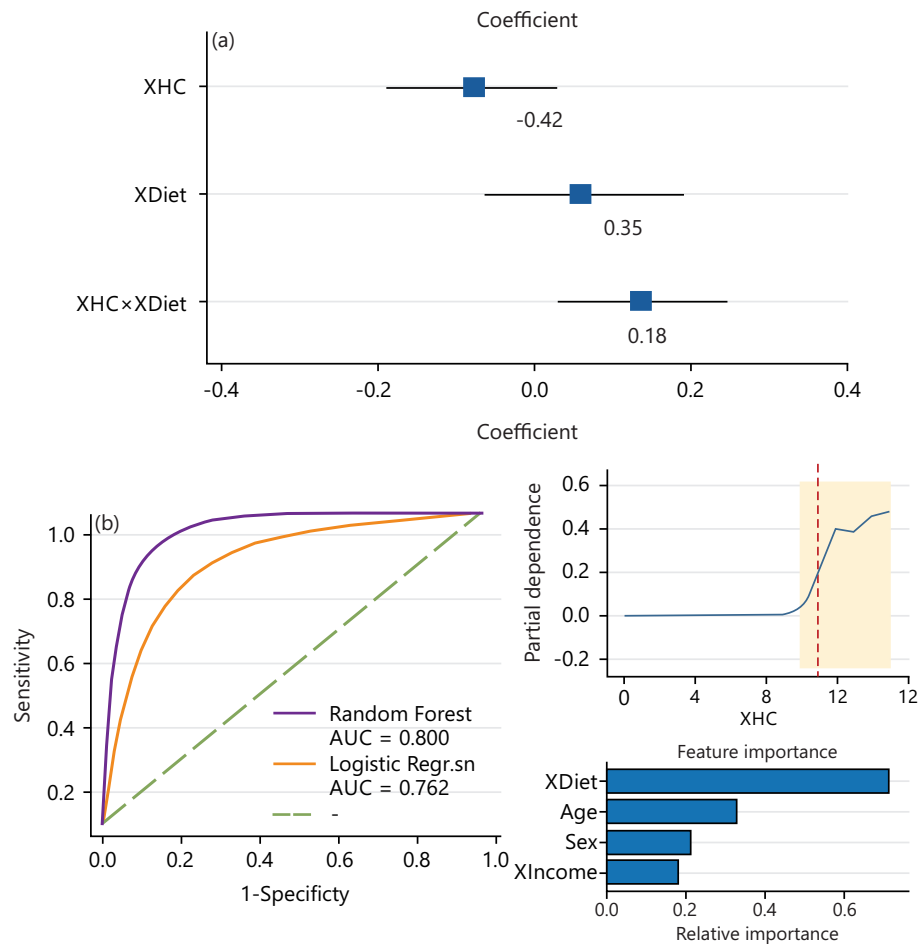 Coefficient
(a)
XHC
-0.42
XDiet
0.35
XHC×XDiet
0.18
-0.4 -0.2 0.0 0.2 0.4
Coefficient
(b)
Sensitivity
1.0
0.8
0.6
0.4
0.2
Random Forest
AUC = 0.800
Logistic Regr.sn
AUC = 0.762
-
0.0 0.2 0.4 0.6 0.8 1.0
1-Specificty
Partial dependence
0.6
0.4
0.2
0.0
-0.2
0 4 8 12 12
XHC
Feature importance
XDiet
Age
Sex
XIncome
0.0 0.2 0.4 0.6
Relative importance